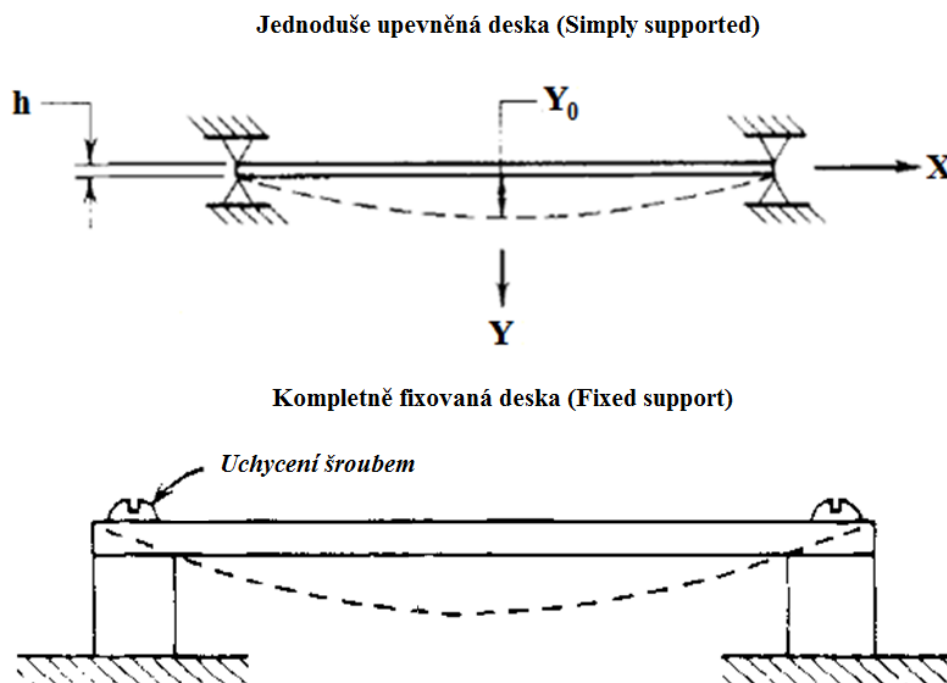 Jednoduše upevněná deska (Simply supported)
h
Y0
X
Y
Kompletně fixovaná deska (Fixed support)
Uchycení šroubem